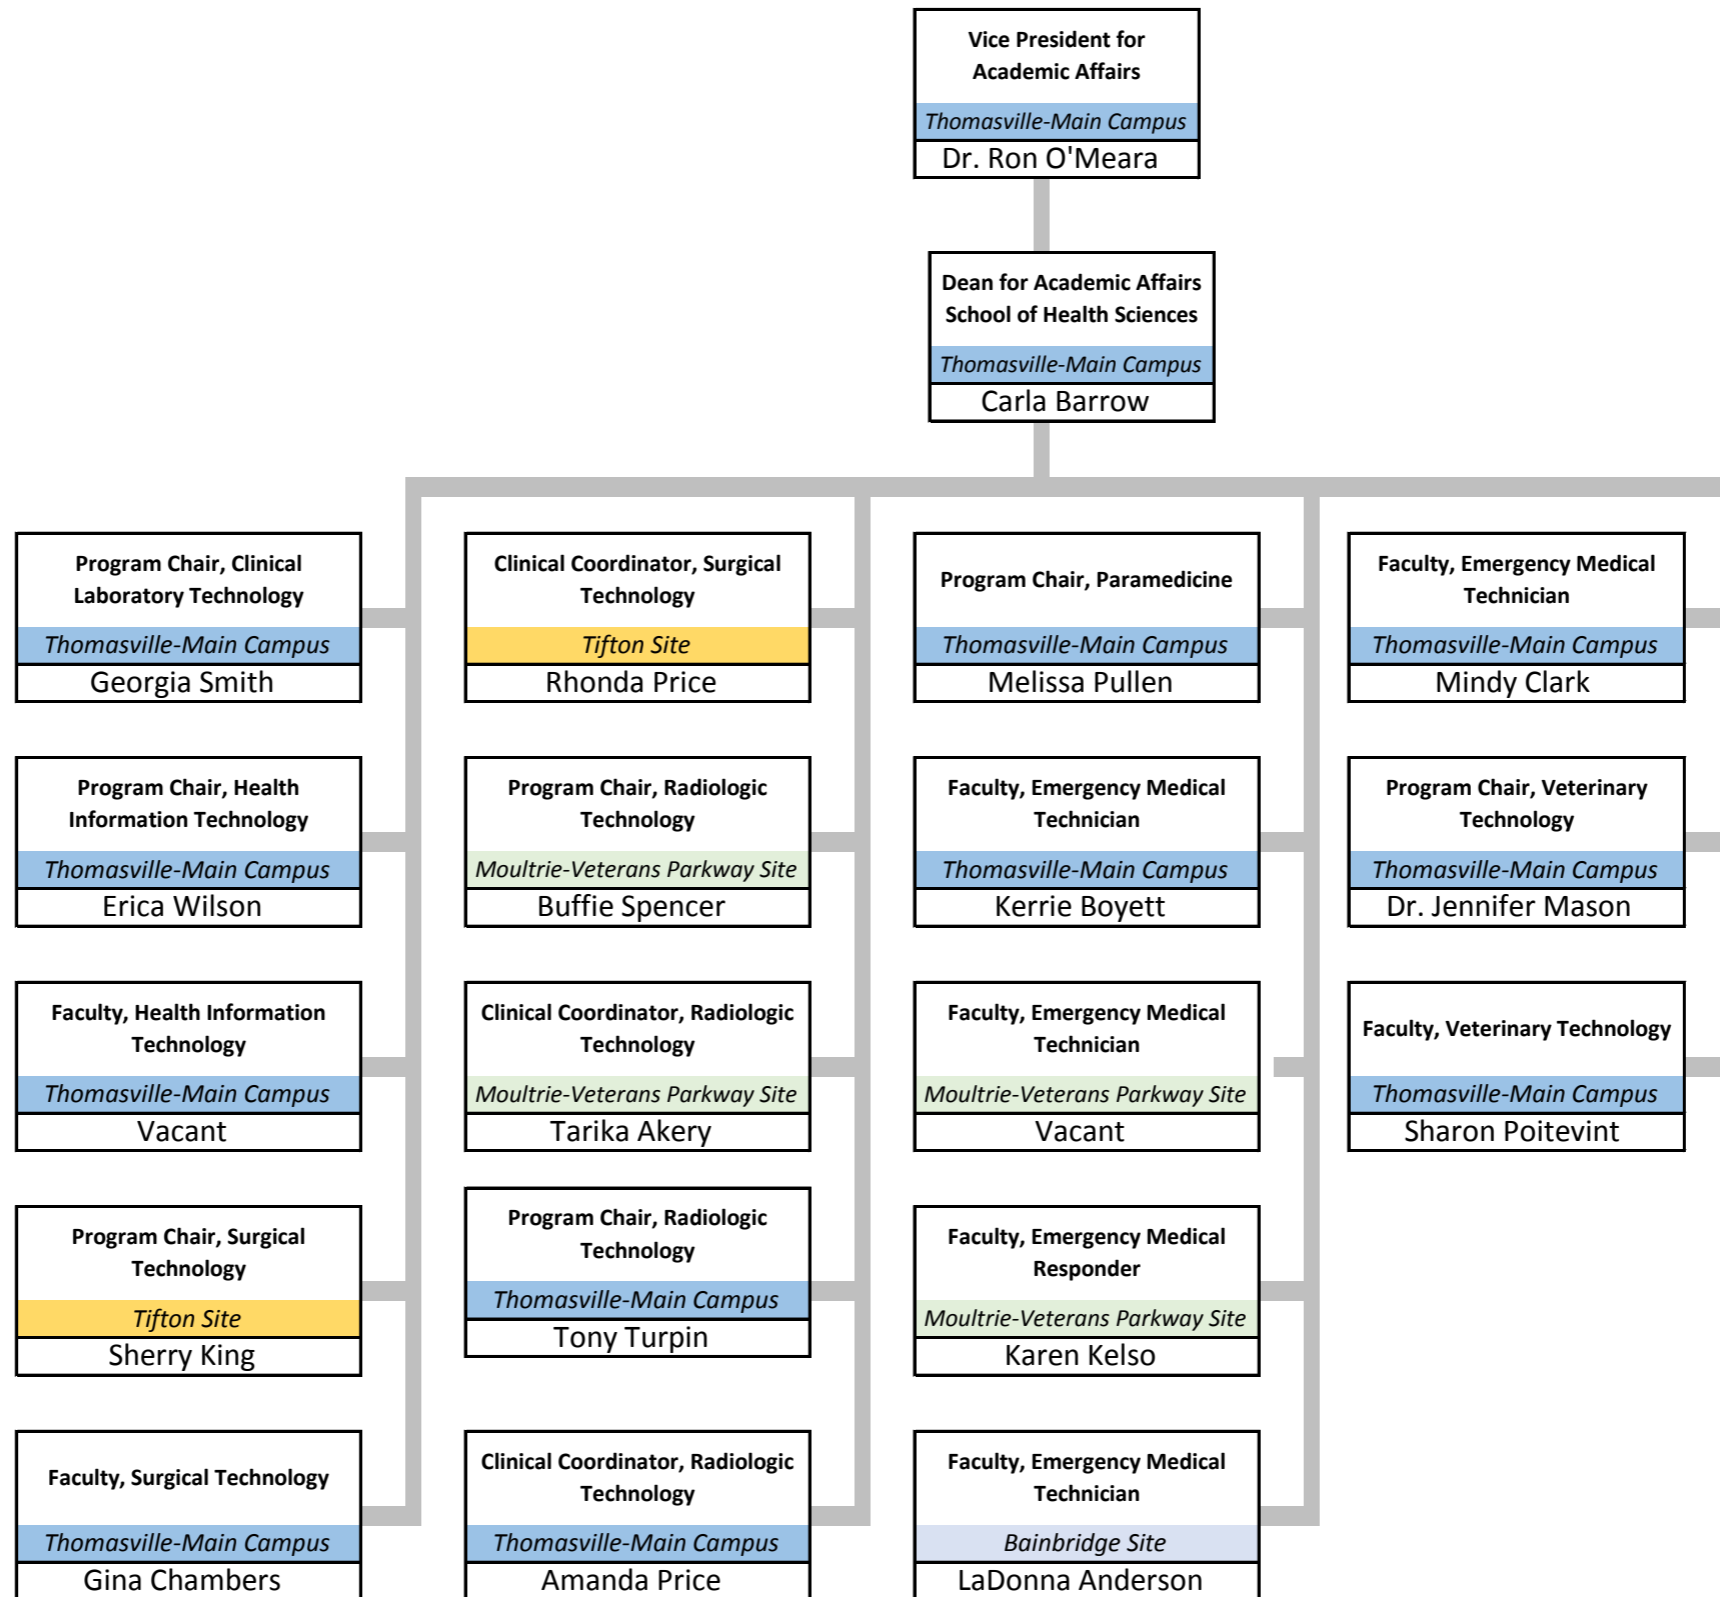 Vice President for
Academic Affairs
Thomasville-Main Campus
Dr. Ron O'Meara
Dean for Academic Affairs
School of Health Sciences
Thomasville-Main Campus
Carla Barrow
Program Chair, Clinical
Laboratory Technology
Thomasville-Main Campus
Georgia Smith
Program Chair, Health
Information Technology
Thomasville-Main Campus
Erica Wilson
Faculty, Health Information
Technology
Thomasville-Main Campus
Vacant
Program Chair, Surgical
Technology
Tifton Site
Sherry King
Faculty, Surgical Technology
Thomasville-Main Campus
Gina Chambers
Clinical Coordinator, Surgical
Technology
Tifton Site
Rhonda Price
Program Chair, Radiologic
Technology
Moultrie-Veterans Parkway Site
Buffie Spencer
Clinical Coordinator, Radiologic
Technology
Moultrie-Veterans Parkway Site
Tarika Akery
Program Chair, Radiologic
Technology
Thomasville-Main Campus
Tony Turpin
Clinical Coordinator, Radiologic
Technology
Thomasville-Main Campus
Amanda Price
Program Chair, Paramedicine
Thomasville-Main Campus
Melissa Pullen
Faculty, Emergency Medical
Technician
Thomasville-Main Campus
Kerrie Boyett
Faculty, Emergency Medical
Technician
Moultrie-Veterans Parkway Site
Vacant
Faculty, Emergency Medical
Responder
Moultrie-Veterans Parkway Site
Karen Kelso
Faculty, Emergency Medical
Technician
Bainbridge Site
LaDonna Anderson
Faculty, Emergency Medical
Technician
Thomasville-Main Campus
Mindy Clark
Program Chair, Veterinary
Technology
Thomasville-Main Campus
Dr. Jennifer Mason
Faculty, Veterinary Technology
Thomasville-Main Campus
Sharon Poitevint